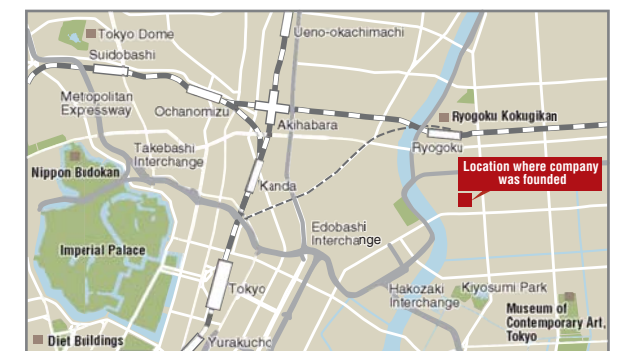 Tokyo Dome
Ueno-okachimachi
Suidobashi
Metropolitan
Expressway
Ochanomizu
Akihabara
Ryogoku Kokugikan
Ryogoku
Takebashi
Interchange
Nippon Budokan
Location where company
was founded
Kanda
Edobashi
Interchange
Imperial Palace
Tokyo
Hakozaki
Interchange
Kiyosumi Park
Museum of
Contemporary Art,
Tokyo
Diet Buildings
Yurakucho